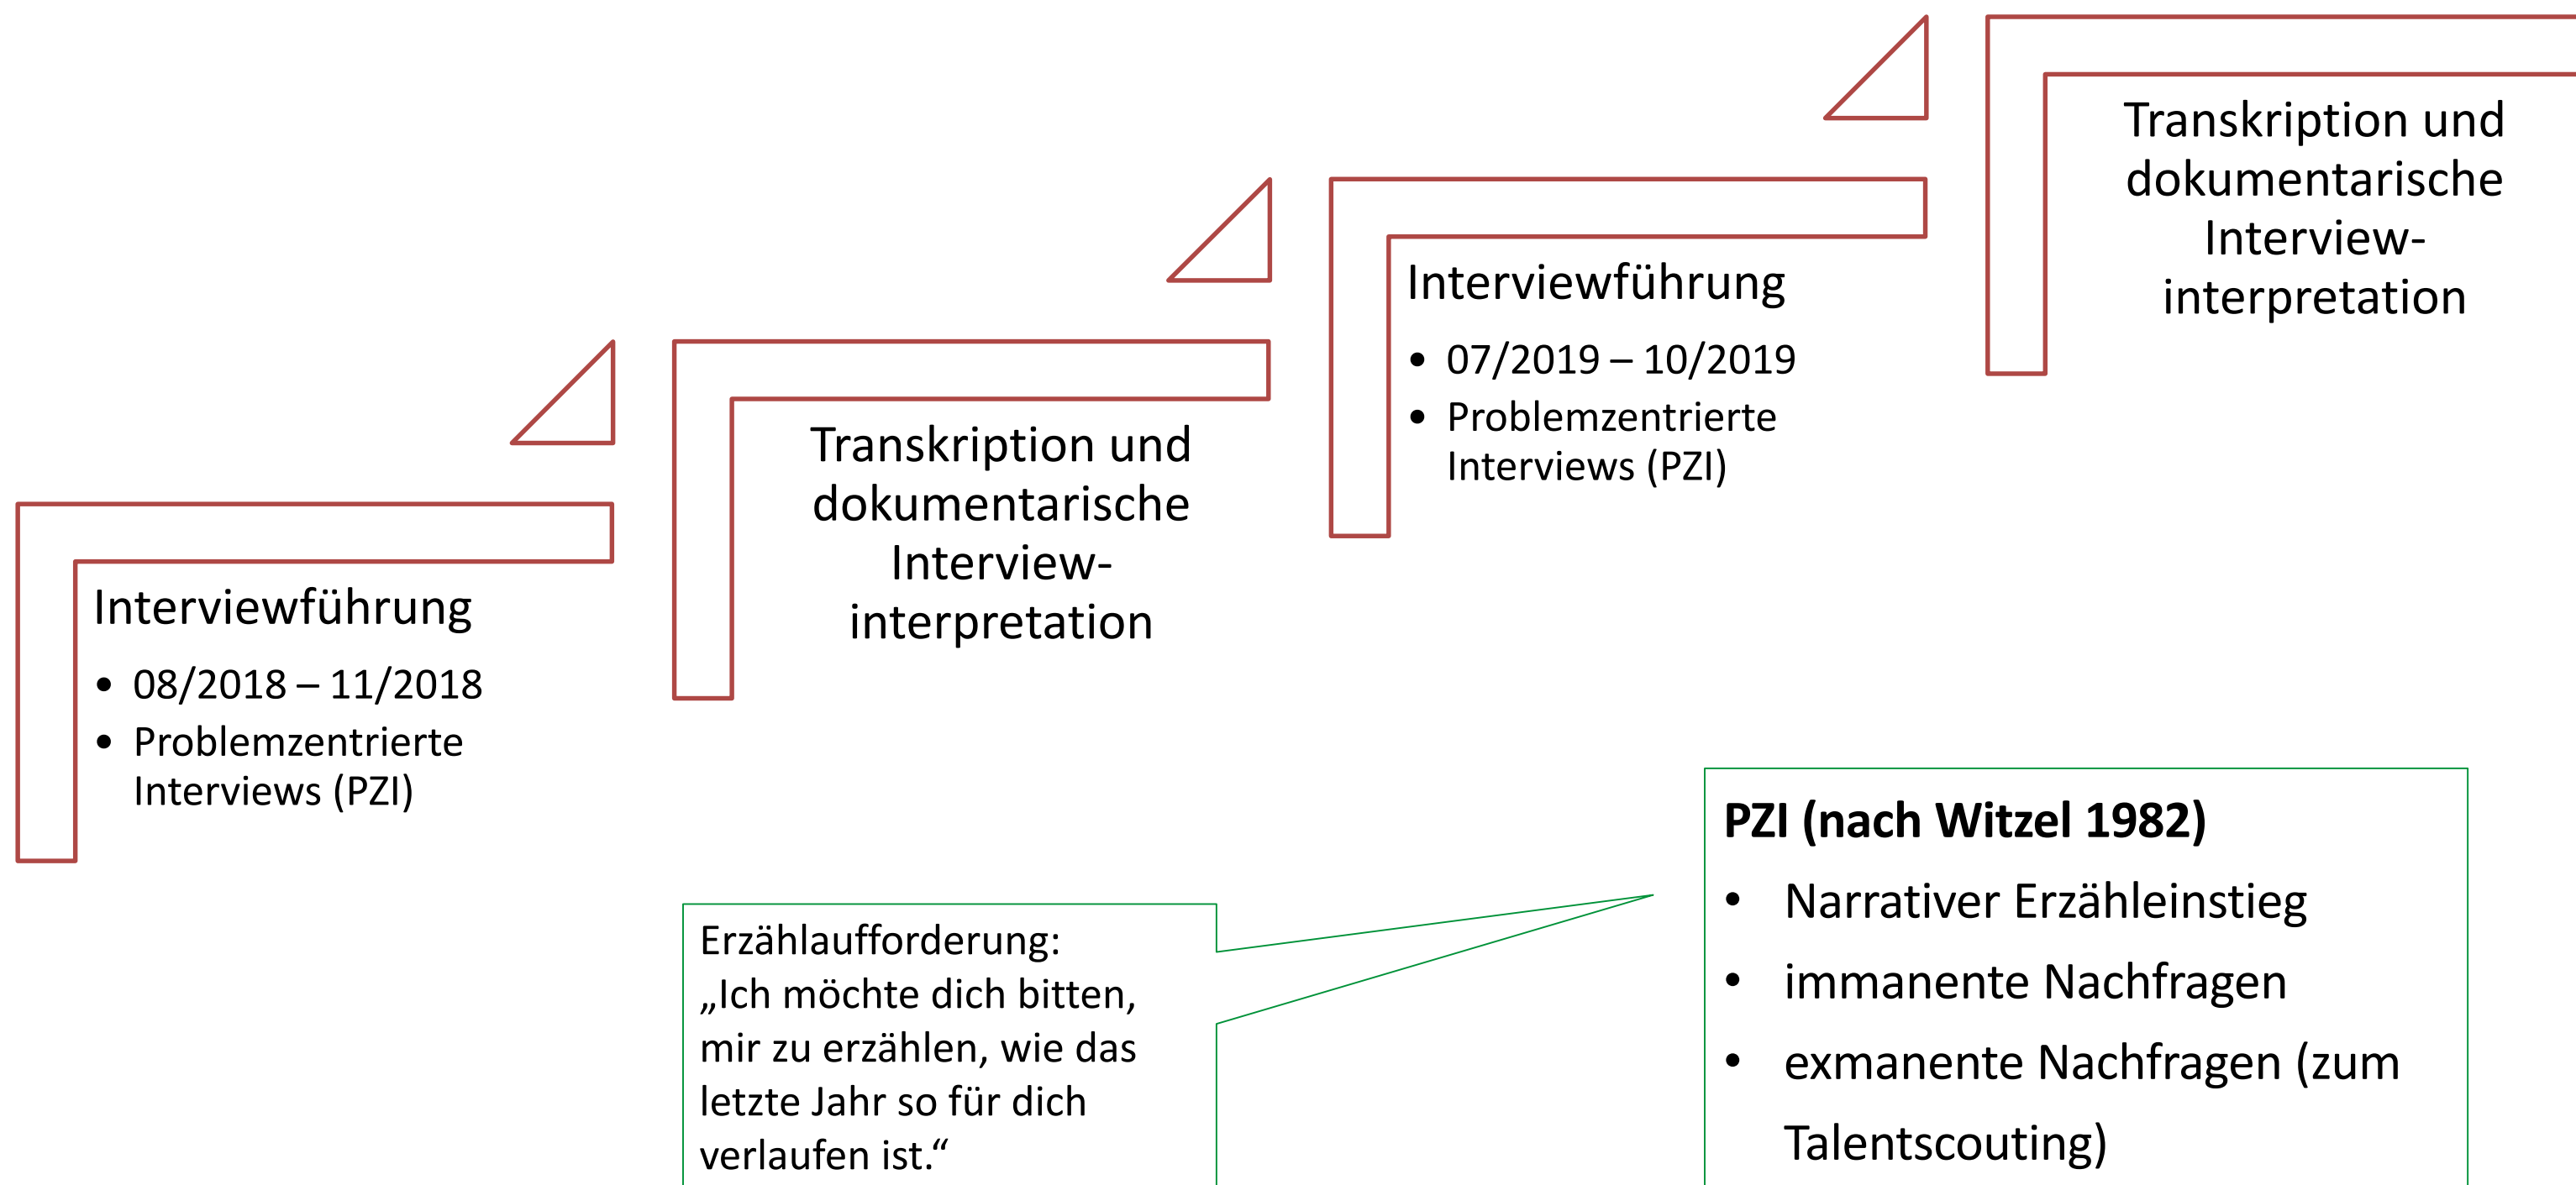 Interviewführung
• 08/2018 – 11/2018
• Problemzentrierte
Interviews (PZI)
Transkription und
dokumentarische
Interview-
interpretation
Interviewführung
• 07/2019 – 10/2019
• Problemzentrierte
Interviews (PZI)
Transkription und
dokumentarische
Interview-
interpretation
Erzählaufforderung:
„Ich möchte dich bitten,
mir zu erzählen, wie das
letzte Jahr so für dich
verlaufen ist.“
PZI (nach Witzel 1982)
• Narrativer Erzähleinstieg
• immanente Nachfragen
• exmanente Nachfragen (zum
Talentscouting)